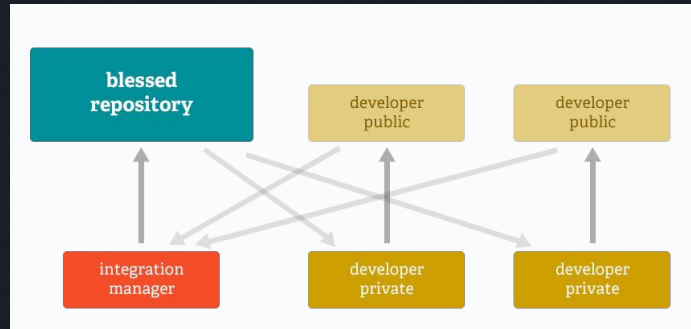 blessed
repository
developer
public
developer
public
integration
manager
developer
private
developer
private